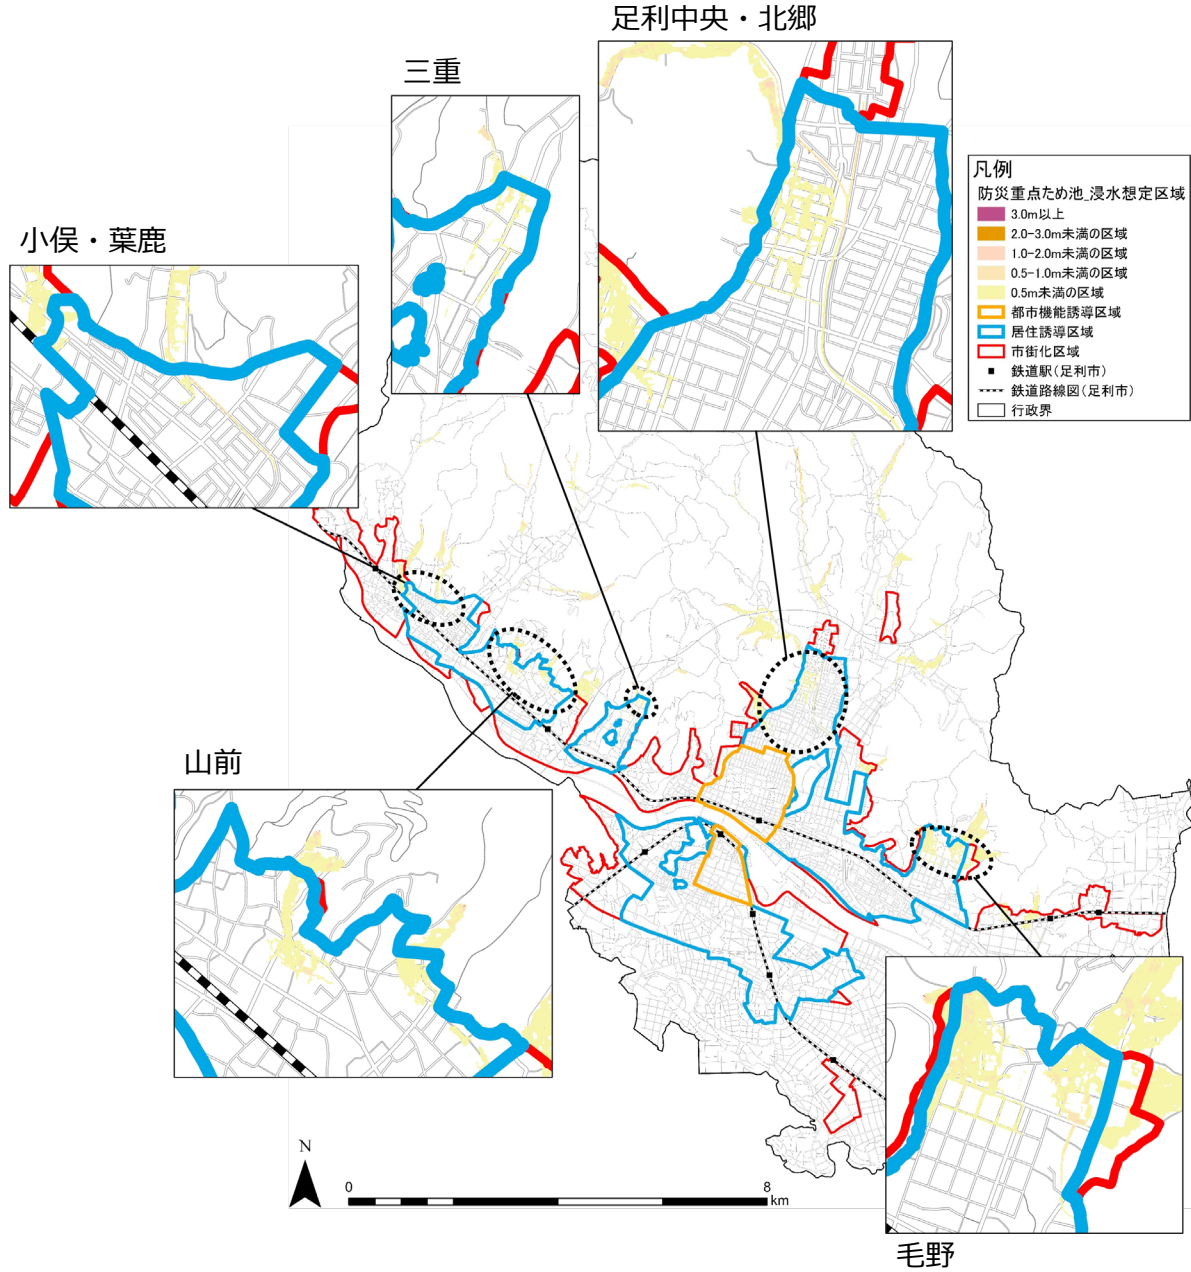 足利中央・北郷
三重
小俣・葉鹿
凡例
防災重点ため池_浸水想定区域
3.0m以上
2.0-3.0m未満の区域
1.0-2.0m未満の区域
0.5-1.0m未満の区域
0.5m未満の区域
都市機能誘導区域
居住誘導区域
市街化区域
鉄道駅(足利市)
鉄道路線図(足利市)
行政界
山前
毛野
N
0 8
km